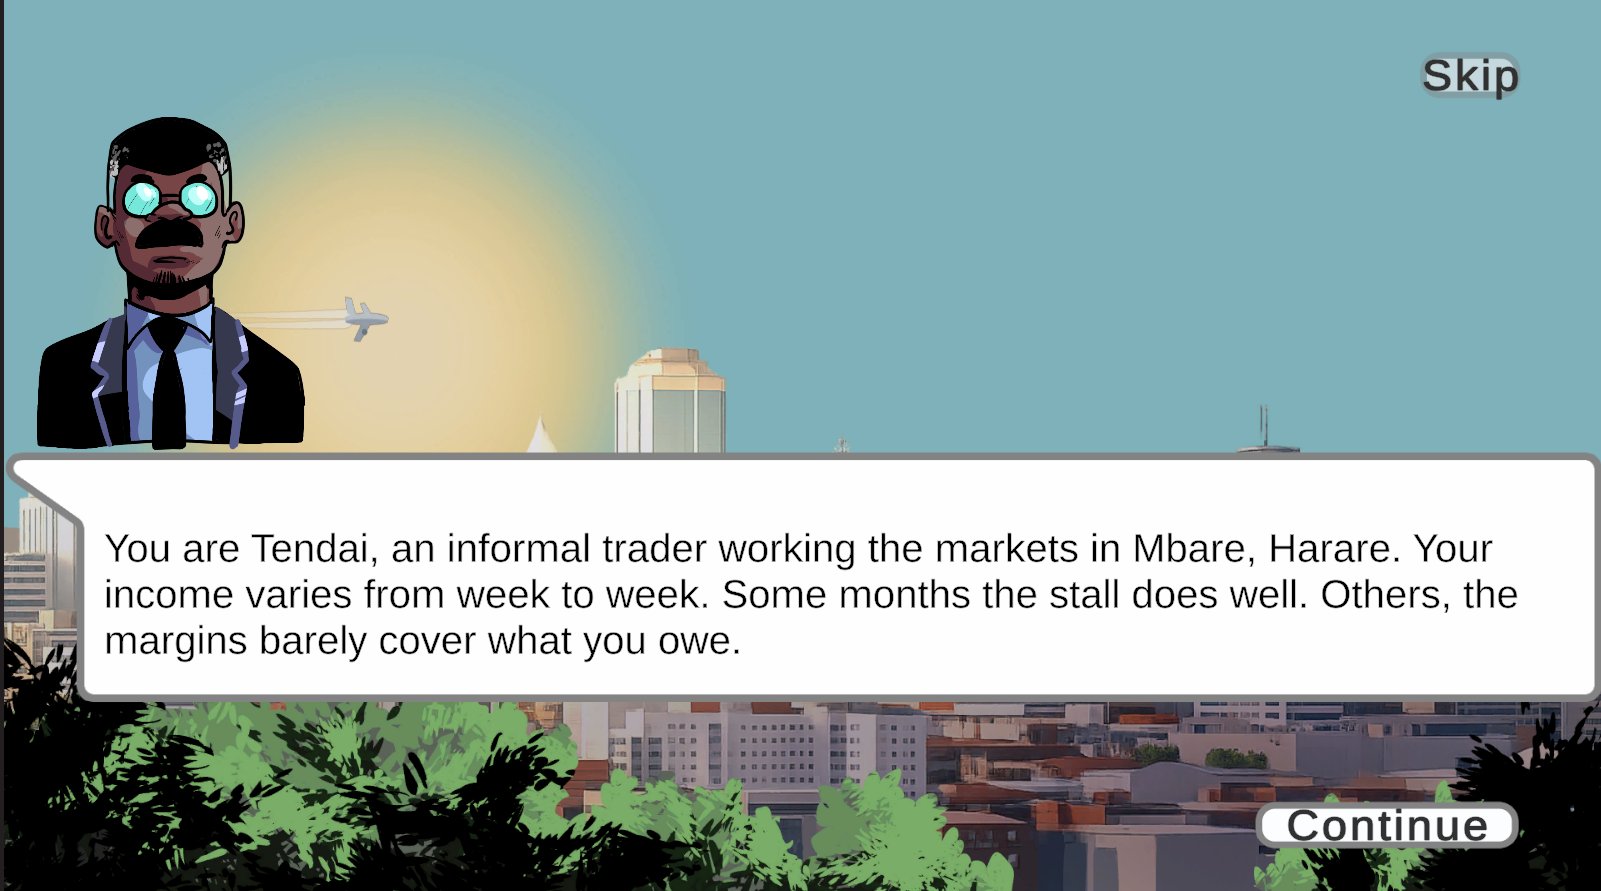 Skip
You are Tendai, an informal trader working the markets in Mbare, Harare. Your
income varies from week to week. Some months the stall does well. Others, the
margins barely cover what you owe.
Continue